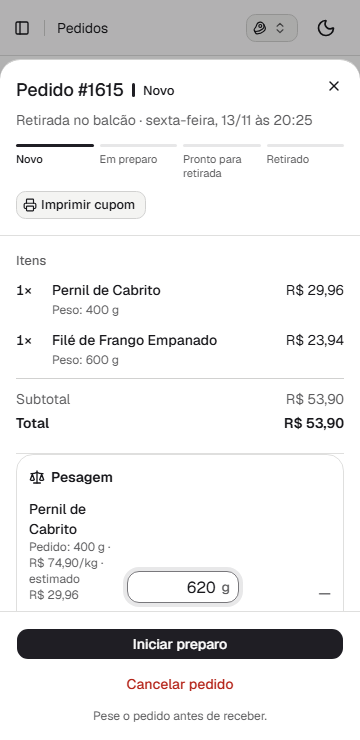 Pedidos
Pedido #1615
Novo
Retirada no balcão · sexta-feira, 13/11 às 20:25
Novo
Em preparo
Pronto para
retirada
Retirado
Imprimir cupom
Itens
1× Pernil de Cabrito R$ 29,96
Peso: 400 g
1× Filé de Frango Empanado R$ 23,94
Peso: 600 g
Subtotal R$ 53,90
Total R$ 53,90
Pesagem
Pernil de
Cabrito
Pedido: 400 g ·
R$ 74,90/kg ·
estimado
R$ 29,96
620 g
—
Iniciar preparo
Cancelar pedido
Pese o pedido antes de receber.